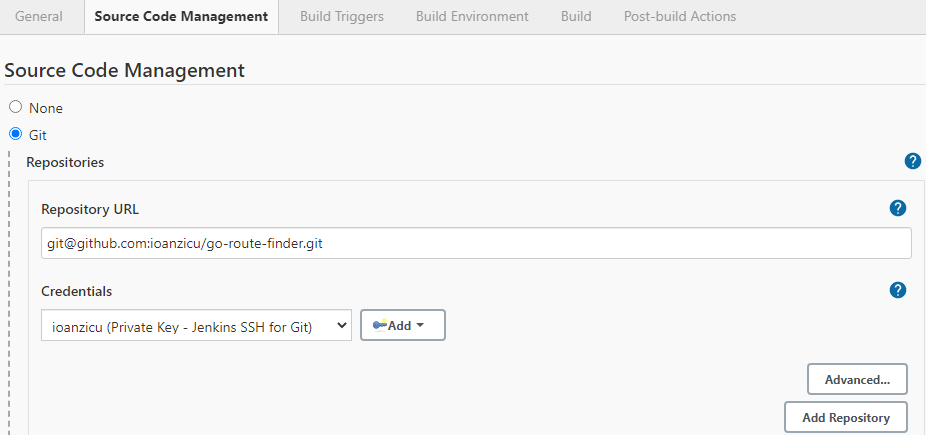 General Source Code Management Build Triggers Build Environment Build Post-build Actions
Source Code Management
None
Git
Repositories ?
Repository URL ?
git@github.com:ioanzicu/go-route-finder.git
Credentials ?
ioanzicu (Private Key - Jenkins SSH for Git) Add
Advanced...
Add Repository